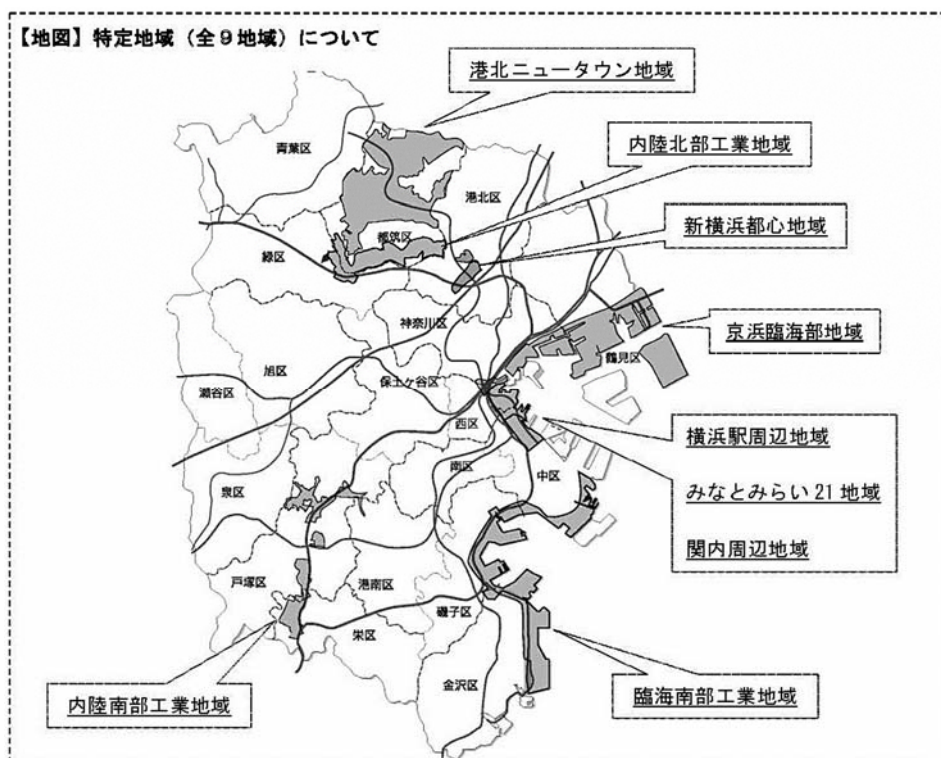 【地図】特定地域（全９地域）について
港北ニュータウン地域
内陸北部工業地域
新横浜都心地域
京浜臨海部地域
横浜駅周辺地域
みなとみらい 21 地域
関内周辺地域
臨海南部工業地域
内陸南部工業地域
青葉区
港北区
都筑区
緑区
神奈川区
鶴見区
旭区
保土ヶ谷区
瀬谷区
西区
南区
中区
泉区
戸塚区
港南区
磯子区
栄区
金沢区